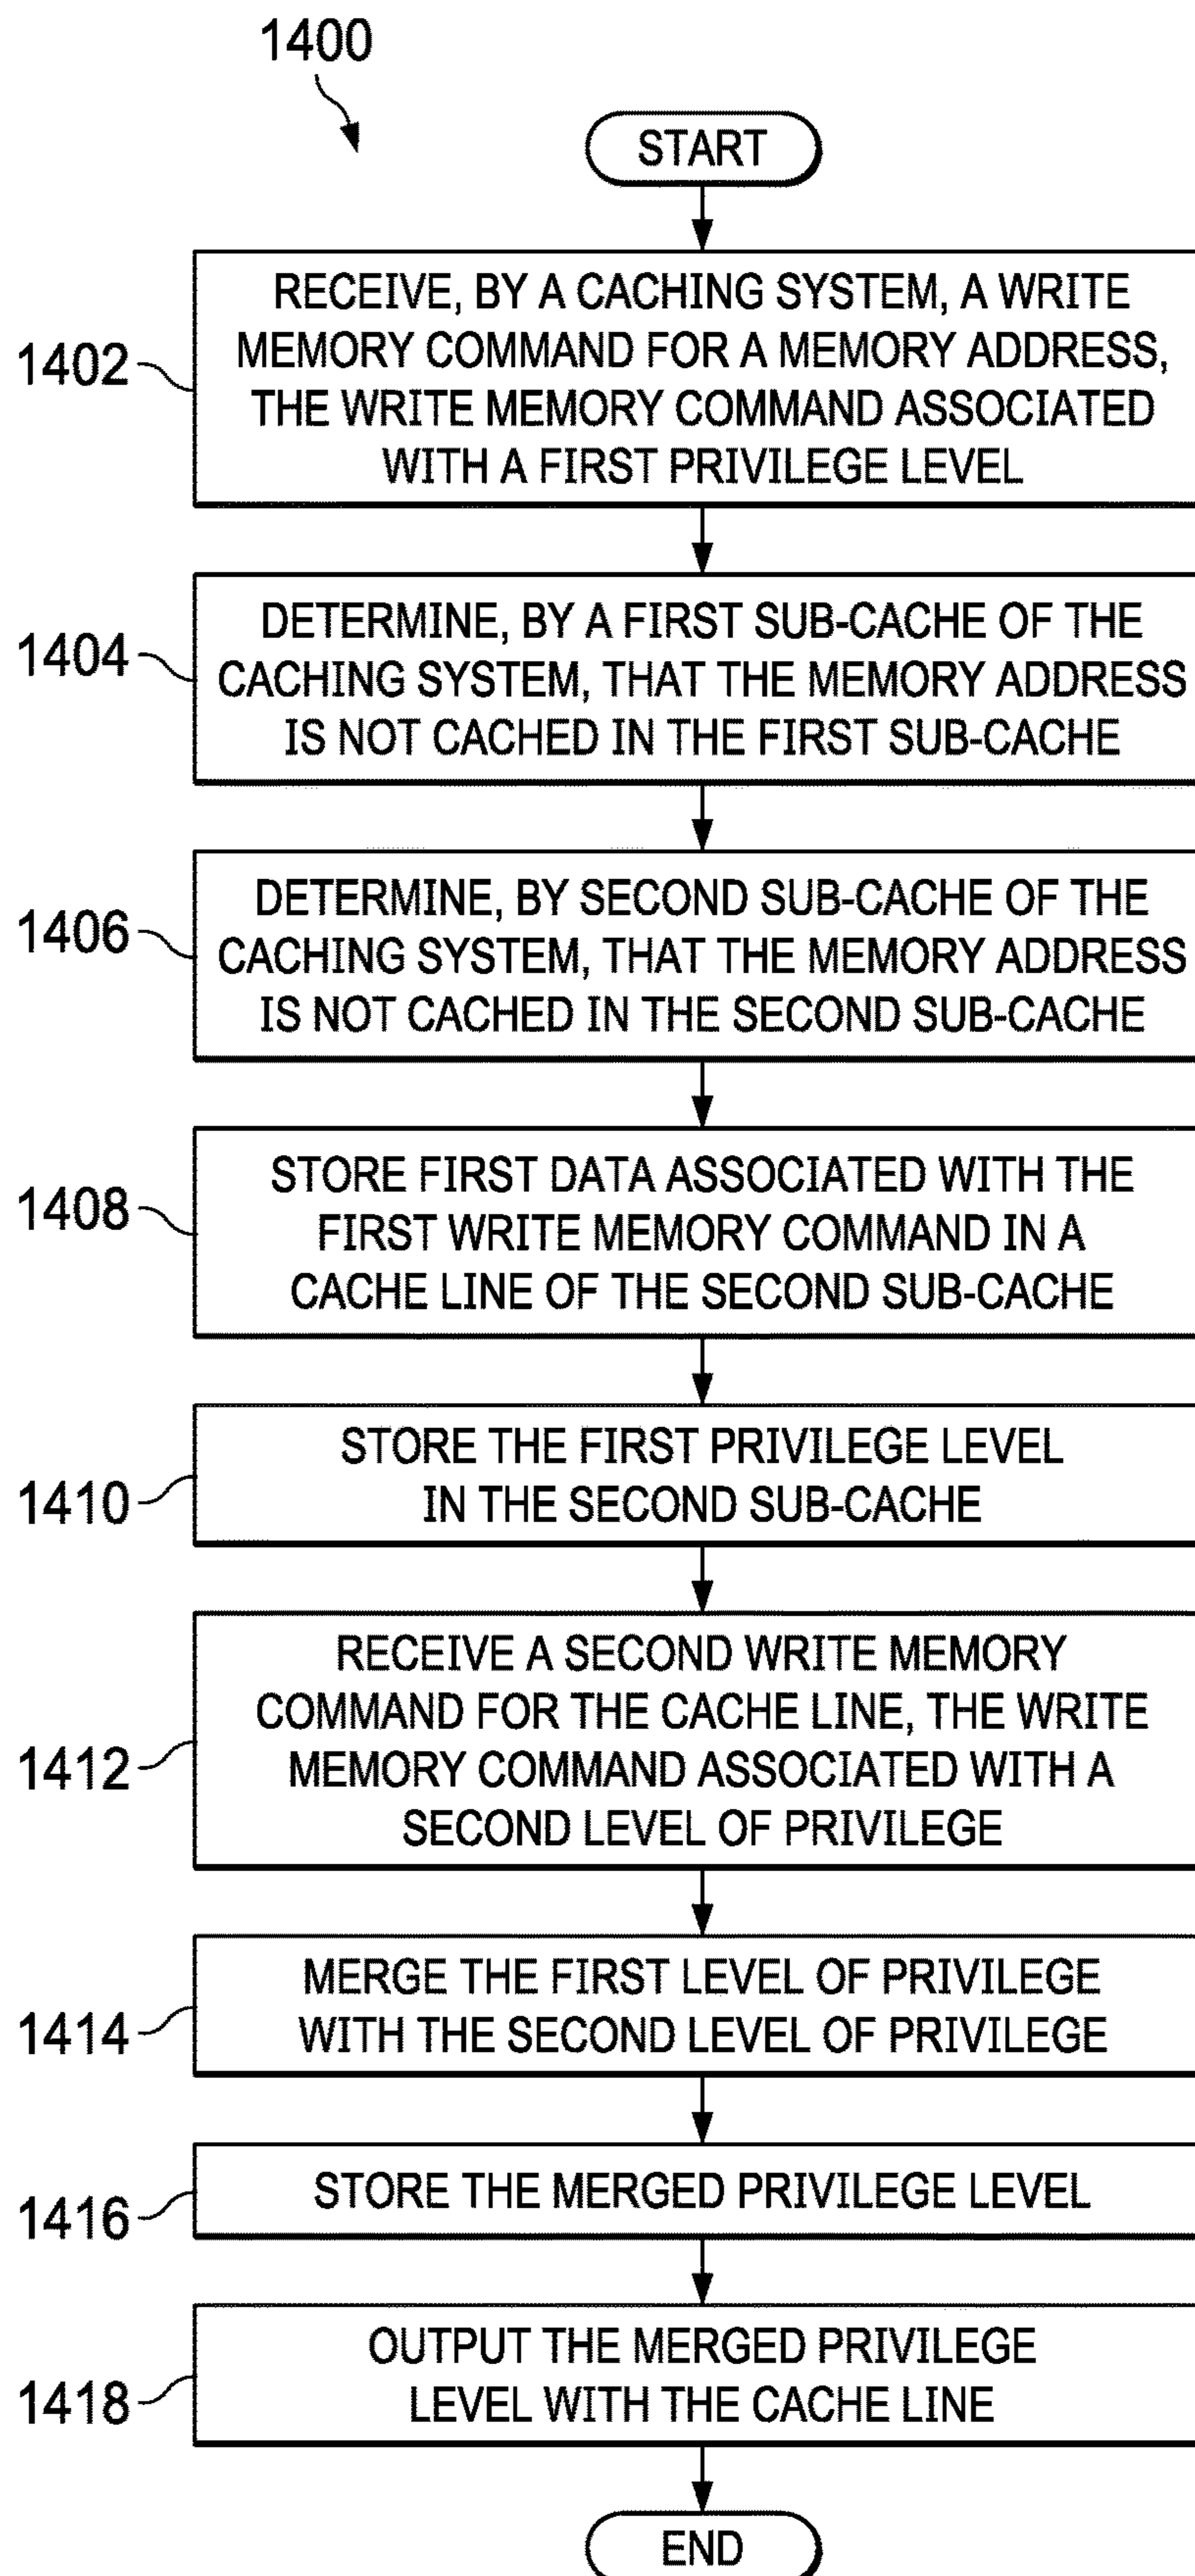 1400
START
1402
RECEIVE, BY A CACHING SYSTEM, A WRITE
MEMORY COMMAND FOR A MEMORY ADDRESS,
THE WRITE MEMORY COMMAND ASSOCIATED
WITH A FIRST PRIVILEGE LEVEL
1404
DETERMINE, BY A FIRST SUB-CACHE OF THE
CACHING SYSTEM, THAT THE MEMORY ADDRESS
IS NOT CACHED IN THE FIRST SUB-CACHE
1406
DETERMINE, BY SECOND SUB-CACHE OF THE
CACHING SYSTEM, THAT THE MEMORY ADDRESS
IS NOT CACHED IN THE SECOND SUB-CACHE
1408
STORE FIRST DATA ASSOCIATED WITH THE
FIRST WRITE MEMORY COMMAND IN A
CACHE LINE OF THE SECOND SUB-CACHE
1410
STORE THE FIRST PRIVILEGE LEVEL
IN THE SECOND SUB-CACHE
1412
RECEIVE A SECOND WRITE MEMORY
COMMAND FOR THE CACHE LINE, THE WRITE
MEMORY COMMAND ASSOCIATED WITH A
SECOND LEVEL OF PRIVILEGE
1414
MERGE THE FIRST LEVEL OF PRIVILEGE
WITH THE SECOND LEVEL OF PRIVILEGE
1416
STORE THE MERGED PRIVILEGE LEVEL
1418
OUTPUT THE MERGED PRIVILEGE
LEVEL WITH THE CACHE LINE
END